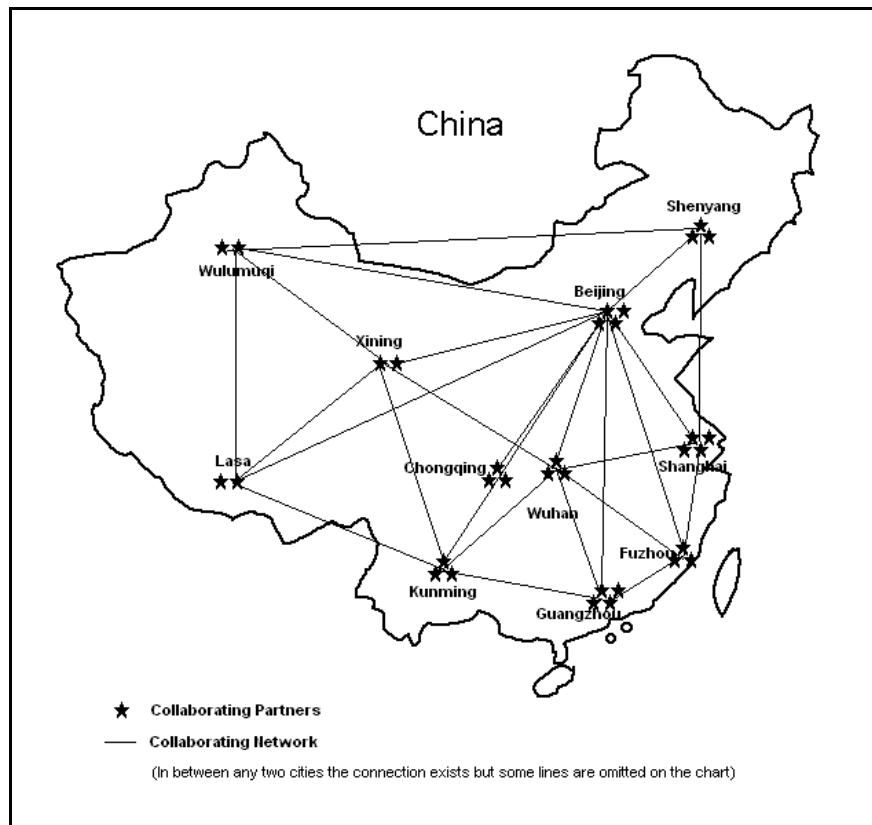 China
Shenyang
Wulumuqi
Beijing
Xining
Lasa
Chongqing
Shanghai
Wuhan
Fuzhou
Kunming
Guangzhou
Collaborating Partners
Collaborating Network
(In between any two cities the connection exists but some lines are omitted on the chart)